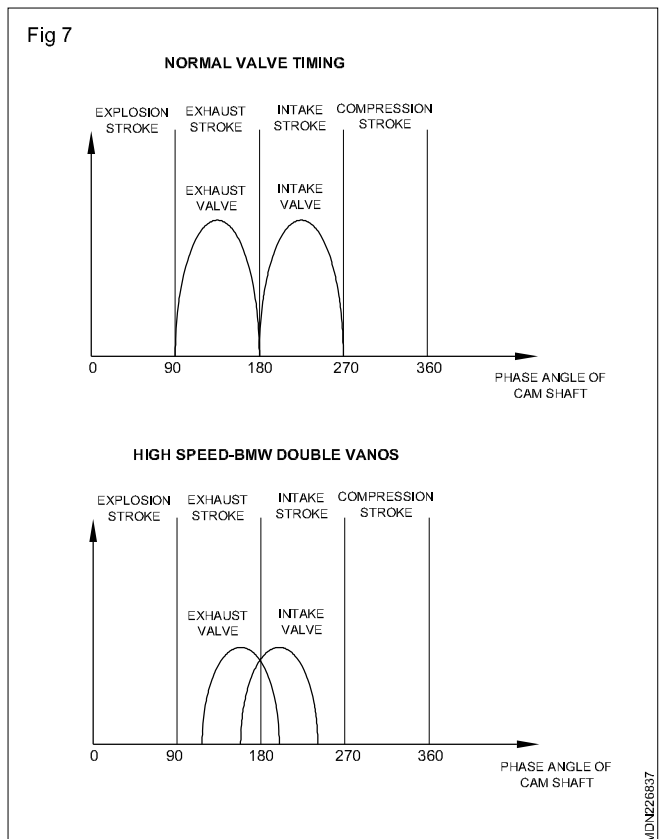 Fig 7
NORMAL VALVE TIMING
EXPLOSION STROKE
EXHAUST STROKE
INTAKE STROKE
COMPRESSION STROKE
EXHAUST VALVE
INTAKE VALVE
0 90 180 270 360
PHASE ANGLE OF
CAM SHAFT
HIGH SPEED-BMW DOUBLE VANOS
EXPLOSION STROKE
EXHAUST STROKE
INTAKE STROKE
COMPRESSION STROKE
EXHAUST VALVE
INTAKE VALVE
0 90 180 270 360
PHASE ANGLE OF
CAM SHAFT
MDN226837